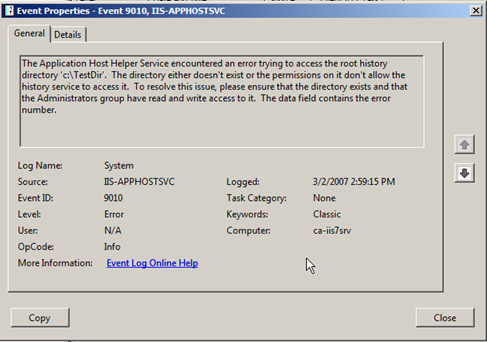 Event Properties - Event 9010, IIS-APPHOSTSVC
General Details
The Application Host Helper Service encountered an error trying to access the root history
directory 'c:\TestDir'. The directory either doesn't exist or the permissions on it don't allow the
history service to access it. To resolve this issue, please ensure that the directory exists and that
the Administrators group have read and write access to it. The data field contains the error
number.
Log Name: System
Source: IIS-APPHOSTSVC Logged: 3/2/2007 2:59:15 PM
Event ID: 9010 Task Category: None
Level: Error Keywords: Classic
User: N/A Computer: ca-iis7srv
OpCode: Info
More Information: Event Log Online Help
Copy Close